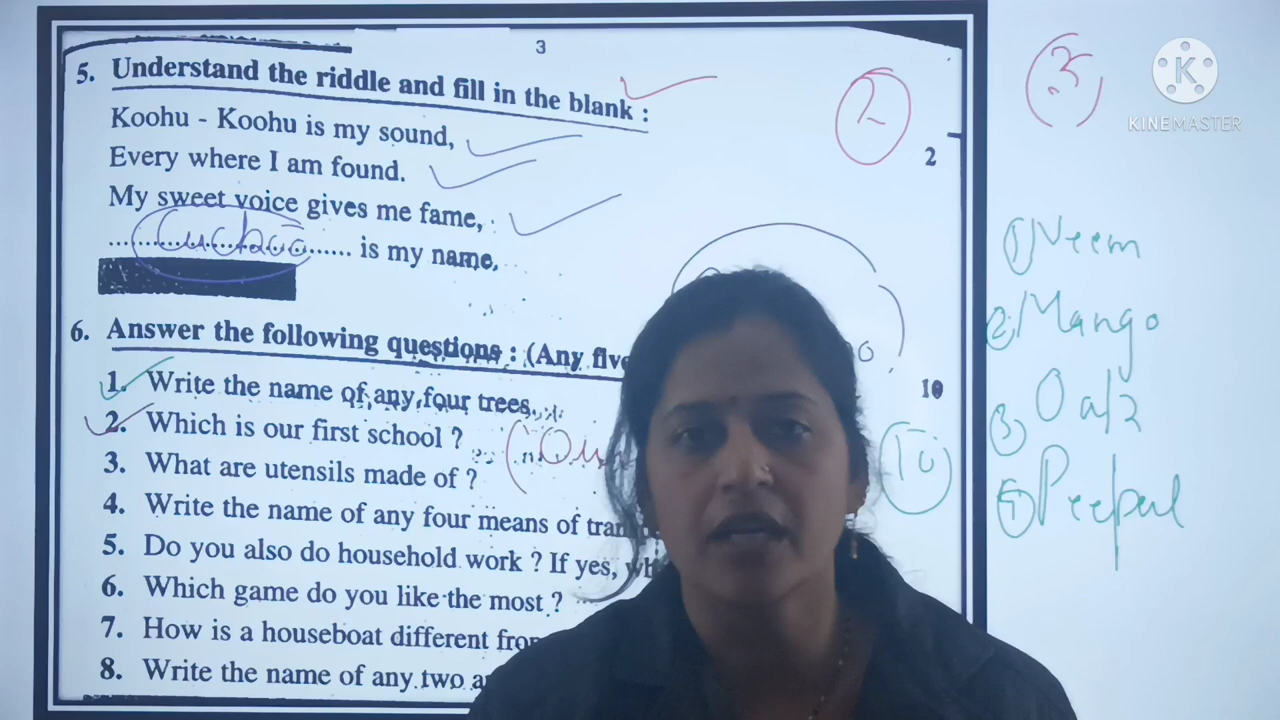 3
5. Understand the riddle and fill in the blank :
Koohu - Koohu is my sound,
Every where I am found.
My sweet voice gives me fame,
.................... is my name.
2
2
3
KINEMASTER
6. Answer the following questions : (Any five
10
10
1. Write the name of any four trees.
2. Which is our first school ?
3. What are utensils made of ?
4. Write the name of any four means of tran
5. Do you also do household work ? If yes, wh
6. Which game do you like the most ?
7. How is a houseboat different from
8. Write the name of any two a
1 Neem
2 Mango
3 Oak
4 Peepal